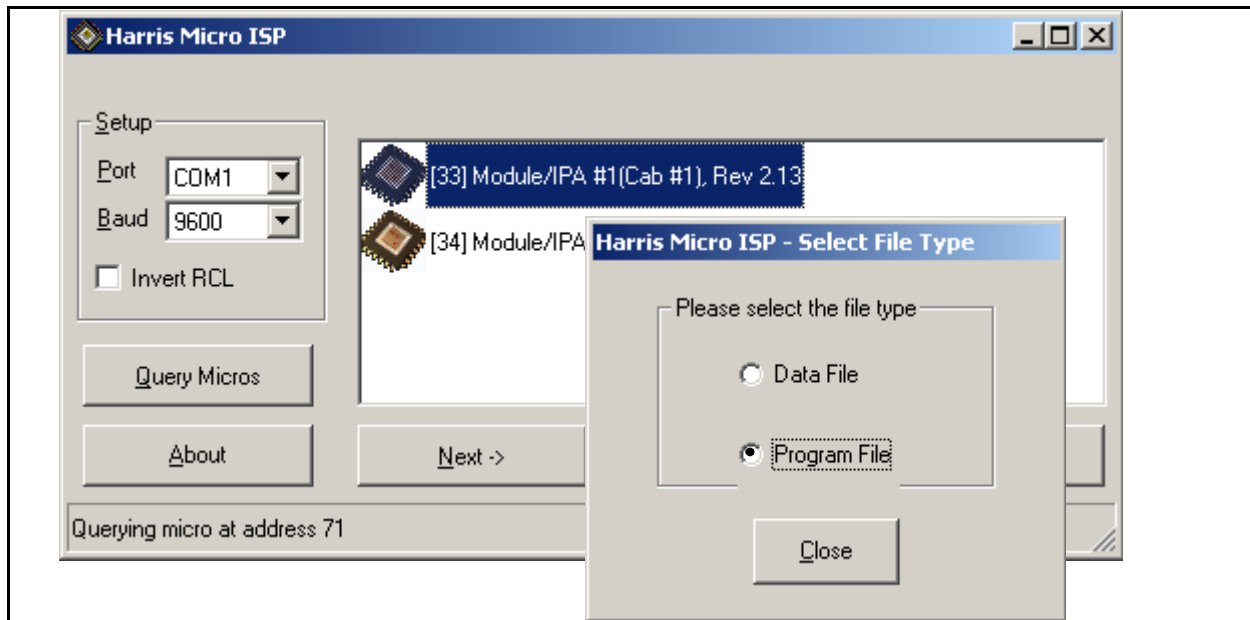 Harris Micro ISP
Setup
Port COM1
Baud 9600
Invert RCL
Query Micros
About
[33] Module/IPA #1(Cab #1), Rev 2.13
[34] Module/IPA
Next ->
Querying micro at address 71
Harris Micro ISP - Select File Type
Please select the file type
Data File
Program File
Close